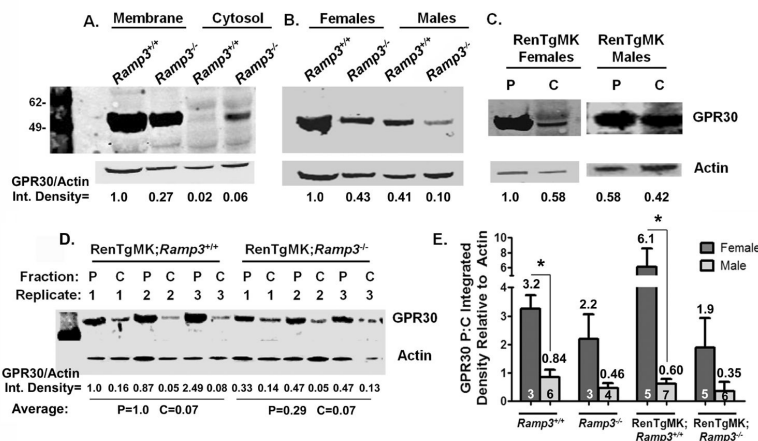 A.
Membrane Cytosol
Ramp3+/+ Ramp3-/- Ramp3+/+ Ramp3-/-
62-
49-
GPR30/Actin
Int. Density= 1.0 0.27 0.02 0.06
B.
Females Males
Ramp3+/+ Ramp3-/- Ramp3+/+ Ramp3-/-
1.0 0.43 0.41 0.10
C.
RenTgMK RenTgMK
Females Males
P C P C
GPR30
Actin
1.0 0.58 0.58 0.42
D.
RenTgMK;Ramp3+/+ RenTgMK;Ramp3-/-
Fraction: P C P C P C P C P C P C
Replicate: 1 1 2 2 3 3 1 1 2 2 3 3
GPR30
Actin
GPR30/Actin
Int. Density= 1.0 0.16 0.87 0.05 2.49 0.08 0.33 0.14 0.47 0.05 0.47 0.13
Average: P=1.0 C=0.07 P=0.29 C=0.07
E.
GPR30 P:C Integrated
Density Relative to Actin
Female
Male
8
6
4
3
2
1
0
* *
3.2 0.84 2.2 0.46 6.1 0.60 1.9 0.35
3 6 3 4 5 7 5 6
Ramp3+/+ Ramp3-/- RenTgMK; RenTgMK;
Ramp3+/+ Ramp3-/-